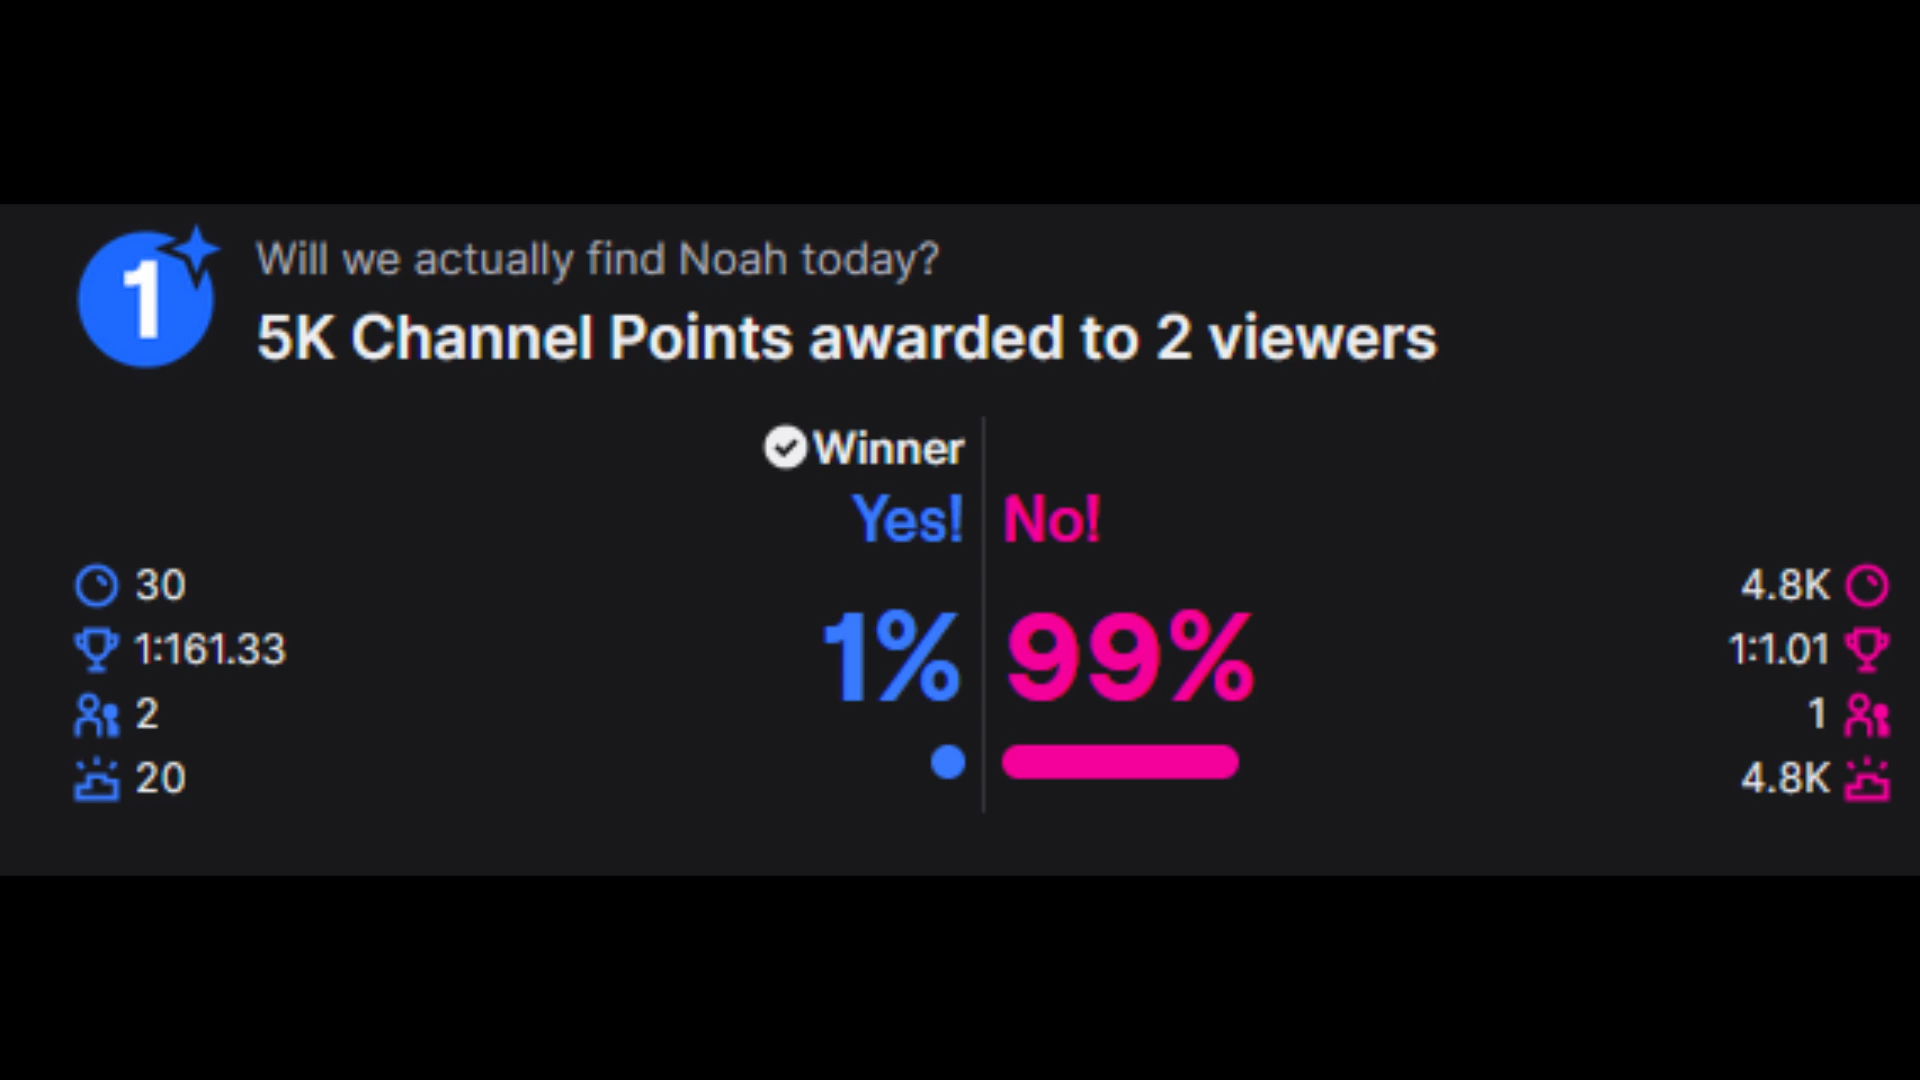 1
Will we actually find Noah today?
5K Channel Points awarded to 2 viewers
Winner
Yes!
No!
30
1:161.33
2
20
1%
99%
4.8K
1:1.01
1
4.8K